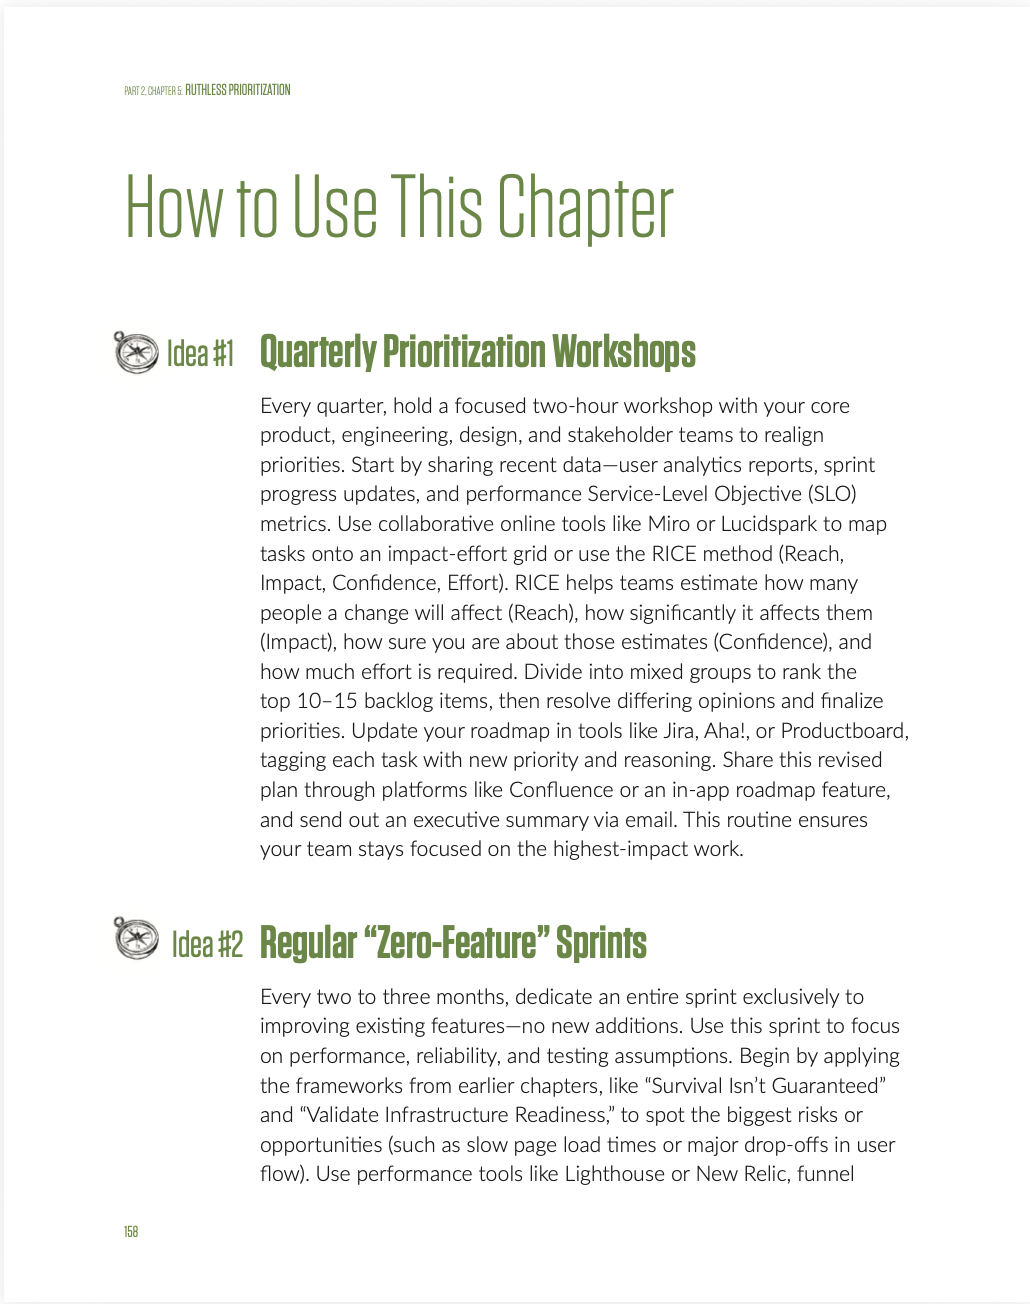 PART 2, CHAPTER 5: RUTHLESS PRIORITIZATION
How to Use This Chapter
Idea #1 Quarterly Prioritization Workshops
Every quarter, hold a focused two-hour workshop with your core
product, engineering, design, and stakeholder teams to realign
priorities. Start by sharing recent data—user analytics reports, sprint
progress updates, and performance Service-Level Objective (SLO)
metrics. Use collaborative online tools like Miro or Lucidspark to map
tasks onto an impact-effort grid or use the RICE method (Reach,
Impact, Confidence, Effort). RICE helps teams estimate how many
people a change will affect (Reach), how significantly it affects them
(Impact), how sure you are about those estimates (Confidence), and
how much effort is required. Divide into mixed groups to rank the
top 10–15 backlog items, then resolve differing opinions and finalize
priorities. Update your roadmap in tools like Jira, Aha!, or Productboard,
tagging each task with new priority and reasoning. Share this revised
plan through platforms like Confluence or an in-app roadmap feature,
and send out an executive summary via email. This routine ensures
your team stays focused on the highest-impact work.
Idea #2 Regular “Zero-Feature” Sprints
Every two to three months, dedicate an entire sprint exclusively to
improving existing features—no new additions. Use this sprint to focus
on performance, reliability, and testing assumptions. Begin by applying
the frameworks from earlier chapters, like “Survival Isn’t Guaranteed”
and “Validate Infrastructure Readiness,” to spot the biggest risks or
opportunities (such as slow page load times or major drop-offs in user
flow). Use performance tools like Lighthouse or New Relic, funnel
158